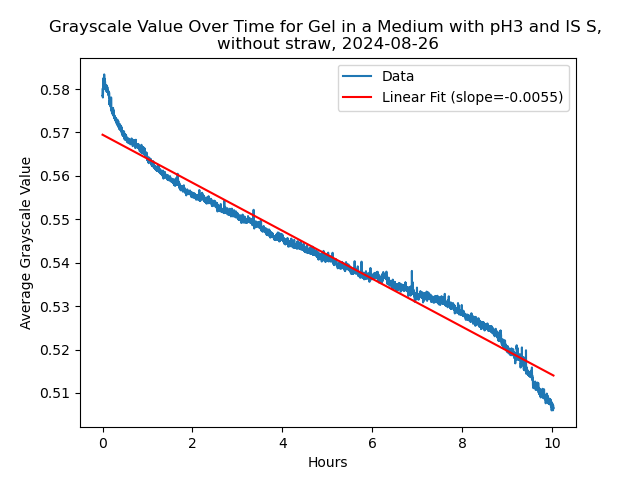 Grayscale Value Over Time for Gel in a Medium with pH3 and IS S,
without straw, 2024-08-26
Data
Linear Fit (slope=-0.0055)
Average Grayscale Value
0.58
0.57
0.56
0.55
0.54
0.53
0.52
0.51
0 2 4 6 8 10
Hours